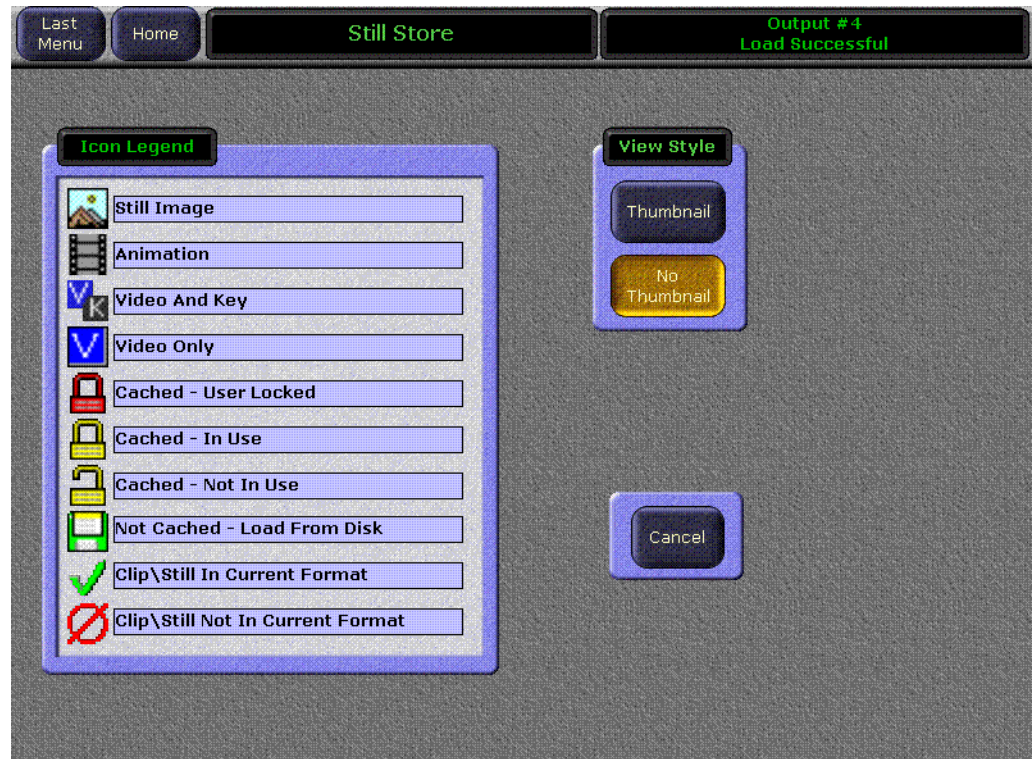 Last
Menu
Home
Still Store
Output #4
Load Successful
Icon Legend
Still Image
Animation
V K Video And Key
V Video Only
Cached - User Locked
Cached - In Use
Cached - Not In Use
Not Cached - Load From Disk
Clip\Still In Current Format
Clip\Still Not In Current Format
View Style
Thumbnail
No
Thumbnail
Cancel